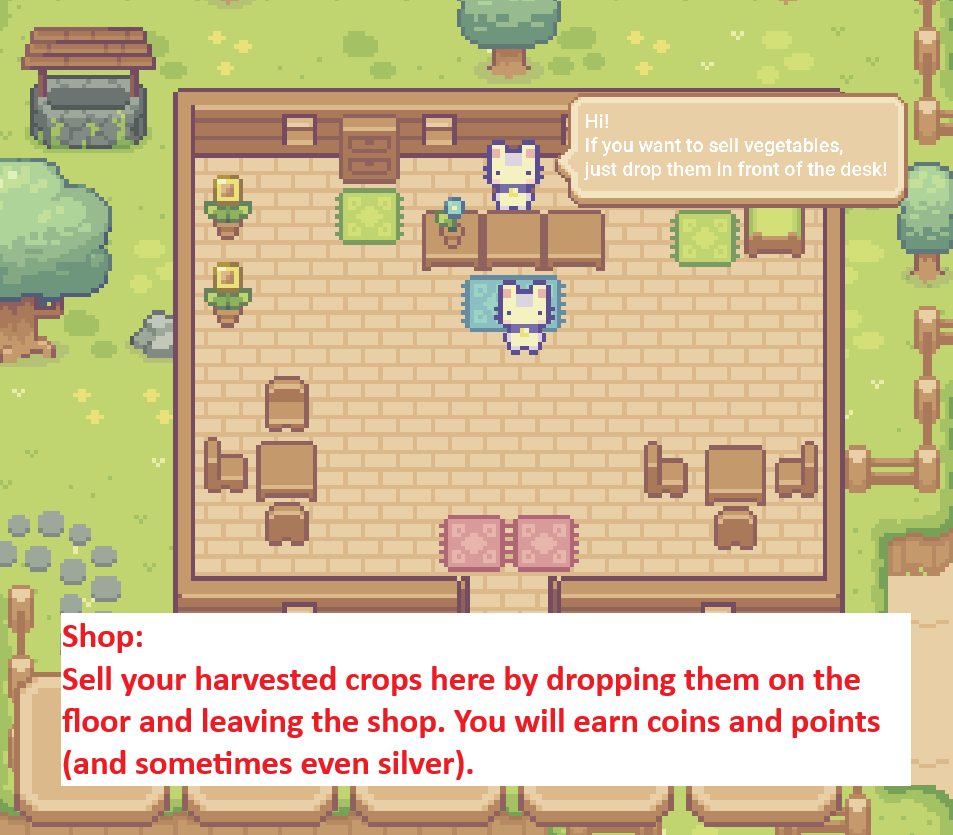 Hi!
If you want to sell vegetables,
just drop them in front of the desk!
Shop:
Sell your harvested crops here by dropping them on the
floor and leaving the shop. You will earn coins and points
(and sometimes even silver).